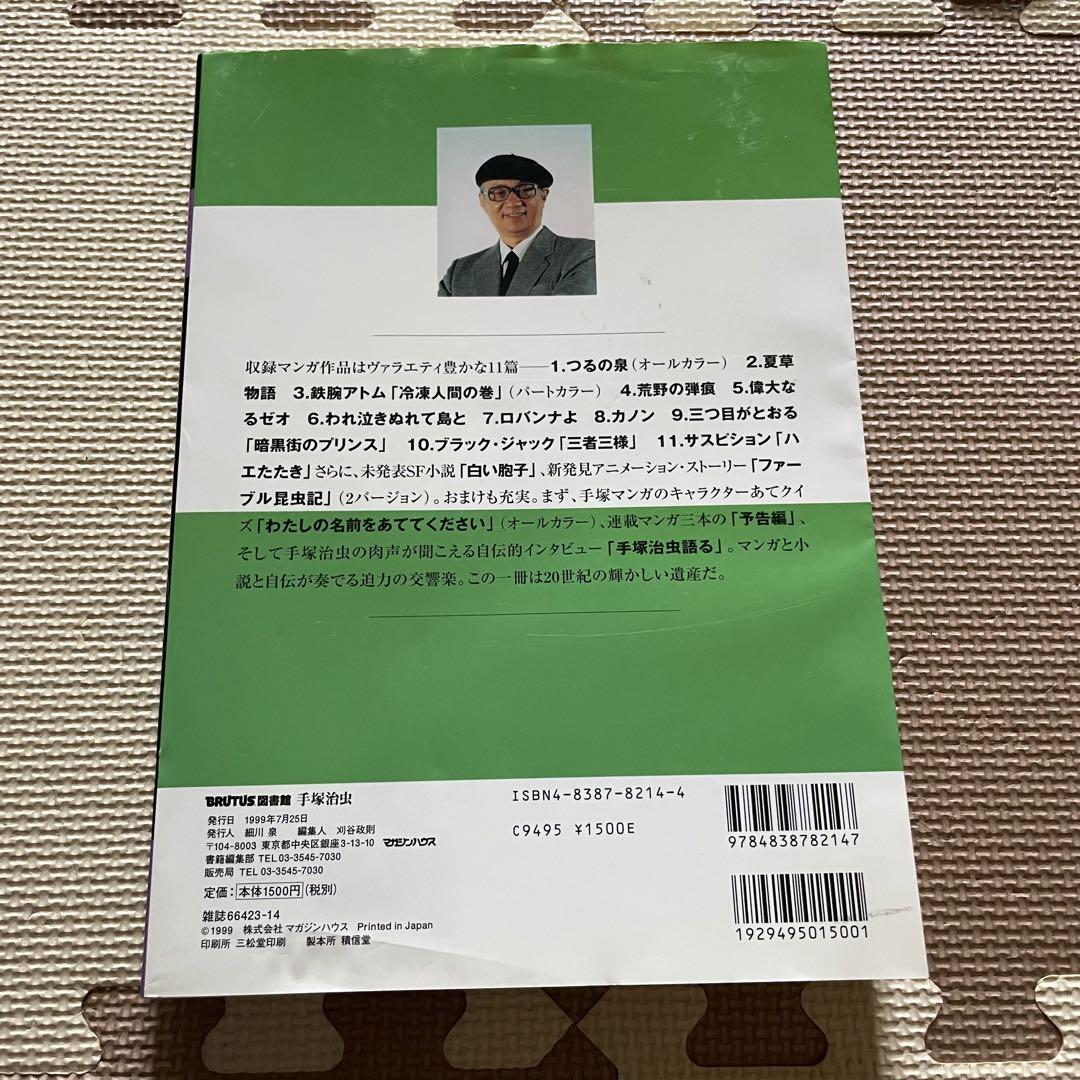 収録マンガ作品はヴァラエティ豊かな11篇――1.つるの泉(オールカラー) 2.夏草
物語 3.鉄腕アトム「冷凍人間の巻」(パートカラー) 4.荒野の弾痕 5.偉大な
るゼオ 6.われ泣きぬれて島と 7.ロバンナよ 8.カノン 9.三つ目がとおる
「暗黒街のプリンス」 10.ブラック・ジャック「三者三様」 11.サスピション「ハ
エたたき」さらに、未発表SF小説「白い胞子」、新発見アニメーション・ストーリー「ファー
ブル昆虫記」(2バージョン)。おまけも充実。まず、手塚マンガのキャラクターあてクイ
ズ「わたしの名前をあててください」(オールカラー)、連載マンガ三本の「予告編」、
そして手塚治虫の肉声が聞こえる自伝的インタビュー「手塚治虫語る」。マンガと小
説と自伝が奏でる迫力の交響楽。この一冊は20世紀の輝かしい遺産だ。
BRUTUS図書館 手塚治虫
発行日 1999年7月25日
発行人 細川 泉 編集人 刈谷政則
〒104-8003 東京都中央区銀座3-13-10 マガジンハウス
書籍編集部 TEL03-3545-7030
販売局 TEL 03-3545-7030
定価:本体1500円(税別)
雑誌66423-14
©1999 株式会社 マガジンハウス Printed in Japan
印刷所 三松堂印刷 製本所 積信堂
ISBN4-8387-8214-4
C9495 ¥1500E
9784838782147
1929495015001